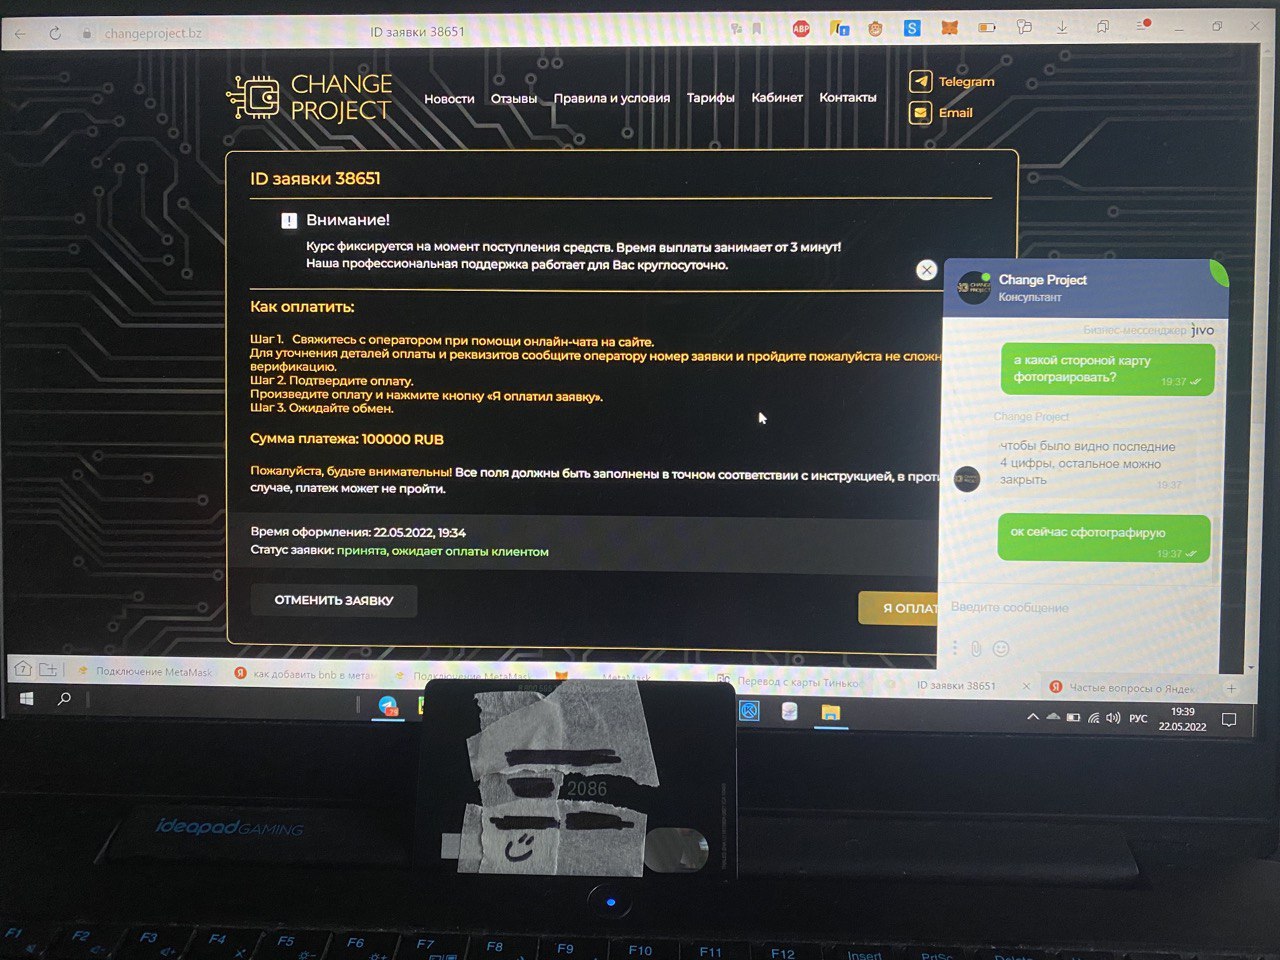 changeproject.bz
ID заявки 38651
ABP
S
CHANGE
PROJECT
Новости
Отзывы
Правила и условия
Тарифы
Кабинет
Контакты
Telegram
Email
ID заявки 38651
! Внимание!
Курс фиксируется на момент поступления средств. Время выплаты занимает от 3 минут!
Наша профессиональная поддержка работает для Вас круглосуточно.
Как оплатить:
Шаг 1. Свяжитесь с оператором при помощи онлайн-чата на сайте.
Для уточнения деталей оплаты и реквизитов сообщите оператору номер заявки и пройдите пожалуйста не сложн
верификацию.
Шаг 2. Подтвердите оплату.
Произведите оплату и нажмите кнопку «Я оплатил заявку».
Шаг 3. Ожидайте обмен.
Сумма платежа: 100000 RUB
Пожалуйста, будьте внимательны! Все поля должны быть заполнены в точном соответствии с инструкцией, в проти
случае, платеж может не пройти.
Время оформления: 22.05.2022, 19:34
Статус заявки: принята, ожидает оплаты клиентом
ОТМЕНИТЬ ЗАЯВКУ
Я ОПЛАТ
Change Project
Консультант
Бизнес-мессенджер jivo
а какой стороной карту
фотограировать?
19:37
Change Project
чтобы было видно последние
4 цифры, остальное можно
закрыть
19:37
ок сейчас сфотографирую
19:37
Введите сообщение
7
Подключение MetaMask
Я как добавить bnb в метам
Подключение MetaMask
MetaMask
Перевод с карты Тинько
ID заявки 38651
Я Частые вопросы о Яндек
РУС
19:39
22.05.2022
2086
ideapad GAMING
F1
F2
F3
F4
F5
F6
F7
F8
F9
F10
F11
F12
Insert
PrtSc
Delete